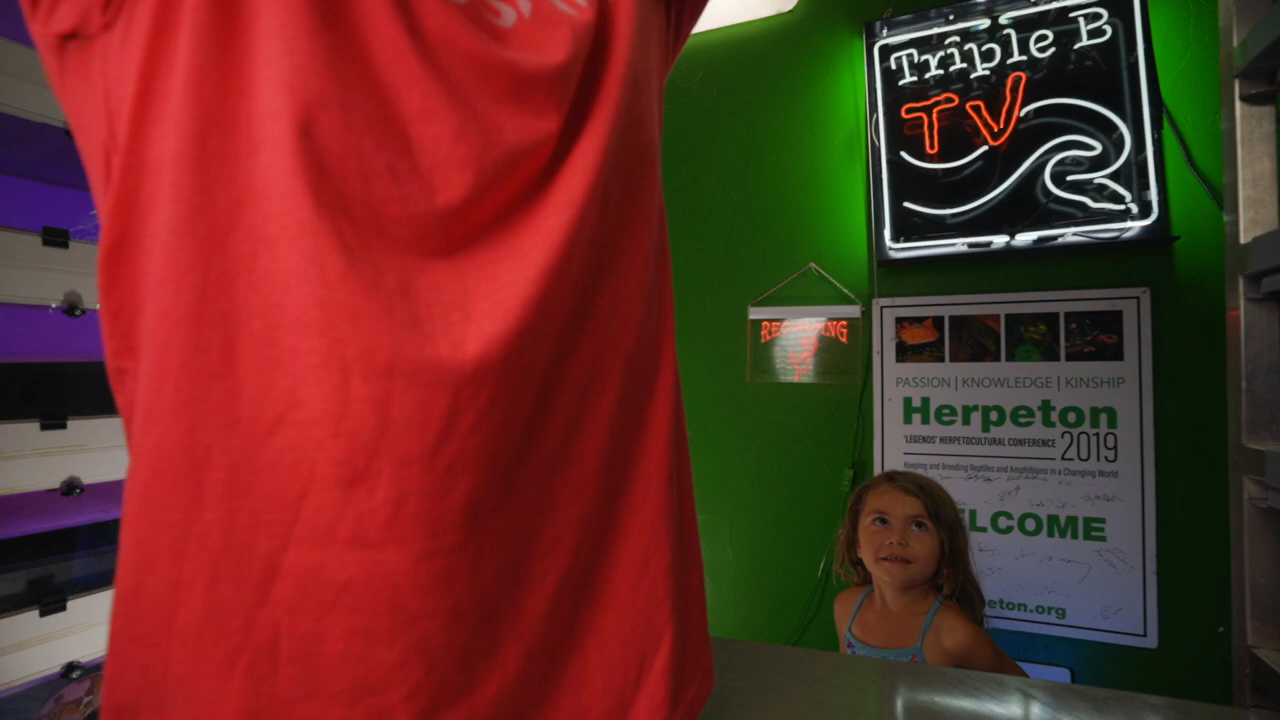 Triple B
TV
RECORDING
PASSION | KNOWLEDGE | KINSHIP
Herpeton
'LEGENDS' HERPETOCULTURAL CONFERENCE 2019
Keeping and Breeding Reptiles and Amphibians in a Changing World
LCOME
eton.org